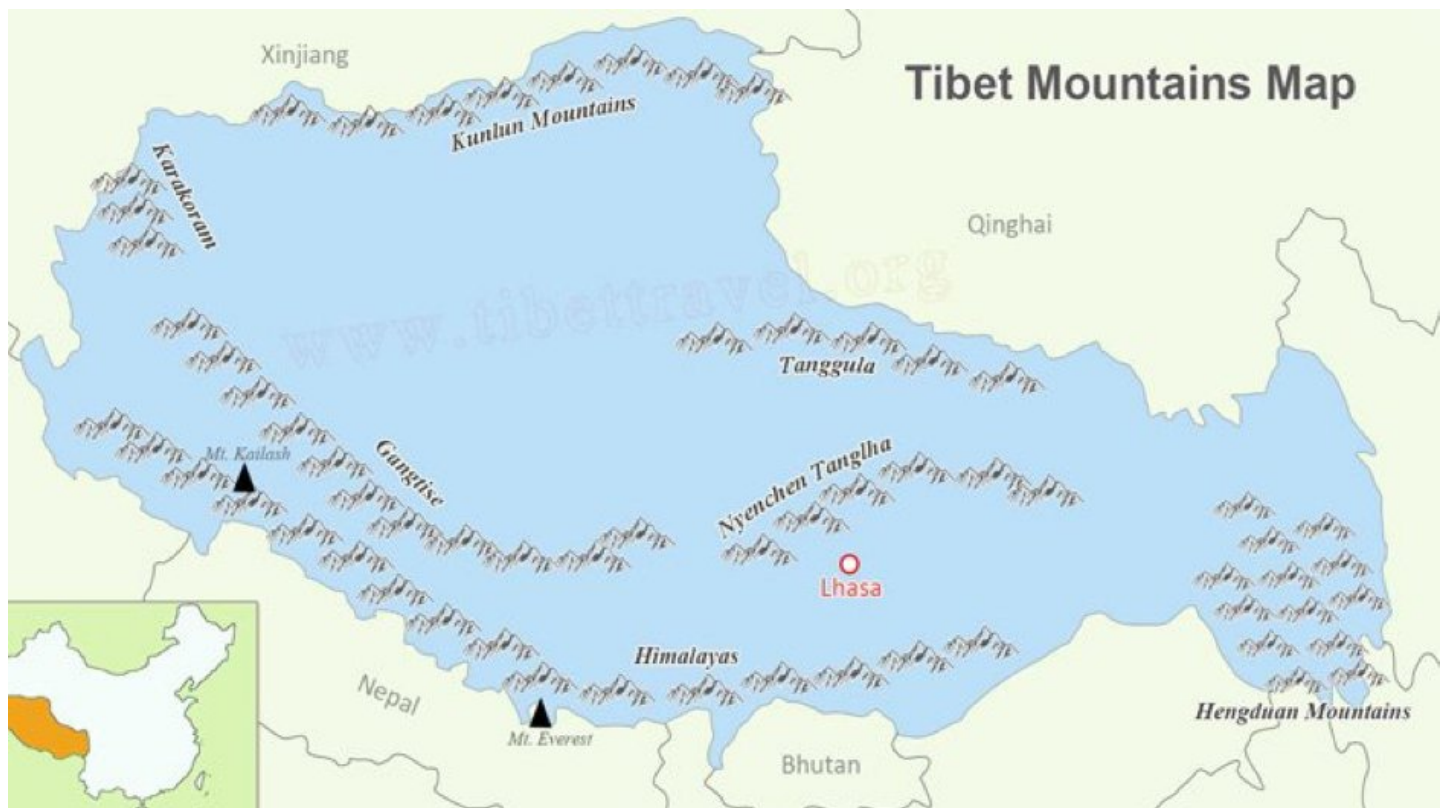 Xinjiang
Tibet Mountains Map
Kunlun Mountains
Karakoram
Qinghai
www.tibettravel.org
Tanggula
Mt. Kailash
Gangtise
Nyenchen Tanglha
Lhasa
Himalayas
Nepal
Mt. Everest
Bhutan
Hengduan Mountains